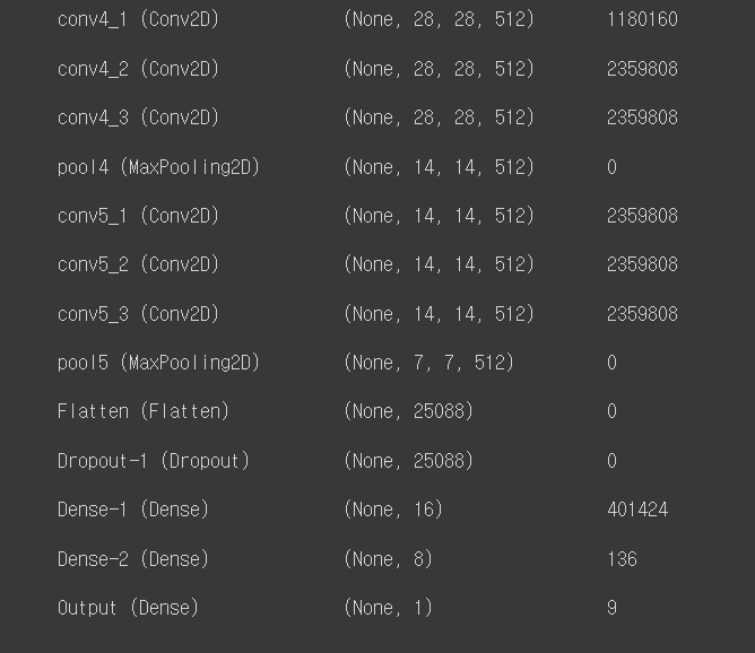 conv4_1 (Conv2D) (None, 28, 28, 512) 1180160
conv4_2 (Conv2D) (None, 28, 28, 512) 2359808
conv4_3 (Conv2D) (None, 28, 28, 512) 2359808
pool4 (MaxPooling2D) (None, 14, 14, 512) 0
conv5_1 (Conv2D) (None, 14, 14, 512) 2359808
conv5_2 (Conv2D) (None, 14, 14, 512) 2359808
conv5_3 (Conv2D) (None, 14, 14, 512) 2359808
pool5 (MaxPooling2D) (None, 7, 7, 512) 0
Flatten (Flatten) (None, 25088) 0
Dropout-1 (Dropout) (None, 25088) 0
Dense-1 (Dense) (None, 16) 401424
Dense-2 (Dense) (None, 8) 136
Output (Dense) (None, 1) 9